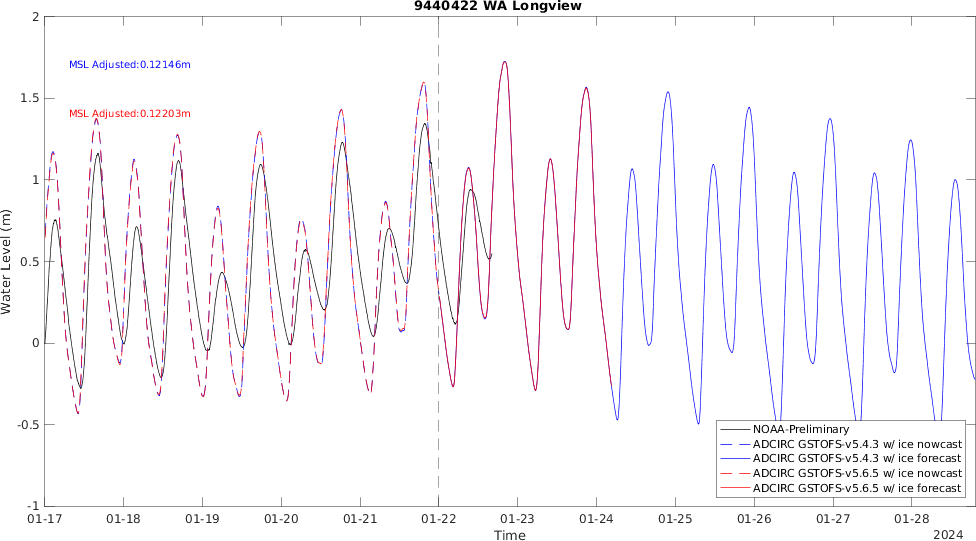 9440422 WA Longview
MSL Adjusted:0.12146m
MSL Adjusted:0.12203m
Water Level (m)
2
1.5
1
0.5
0
-0.5
-1
NOAA-Preliminary
ADCIRC GSTOFS-v5.4.3 w/ ice nowcast
ADCIRC GSTOFS-v5.4.3 w/ ice forecast
ADCIRC GSTOFS-v5.6.5 w/ ice nowcast
ADCIRC GSTOFS-v5.6.5 w/ ice forecast
01-17 01-18 01-19 01-20 01-21 01-22 01-23 01-24 01-25 01-26 01-27 01-28
Time
2024